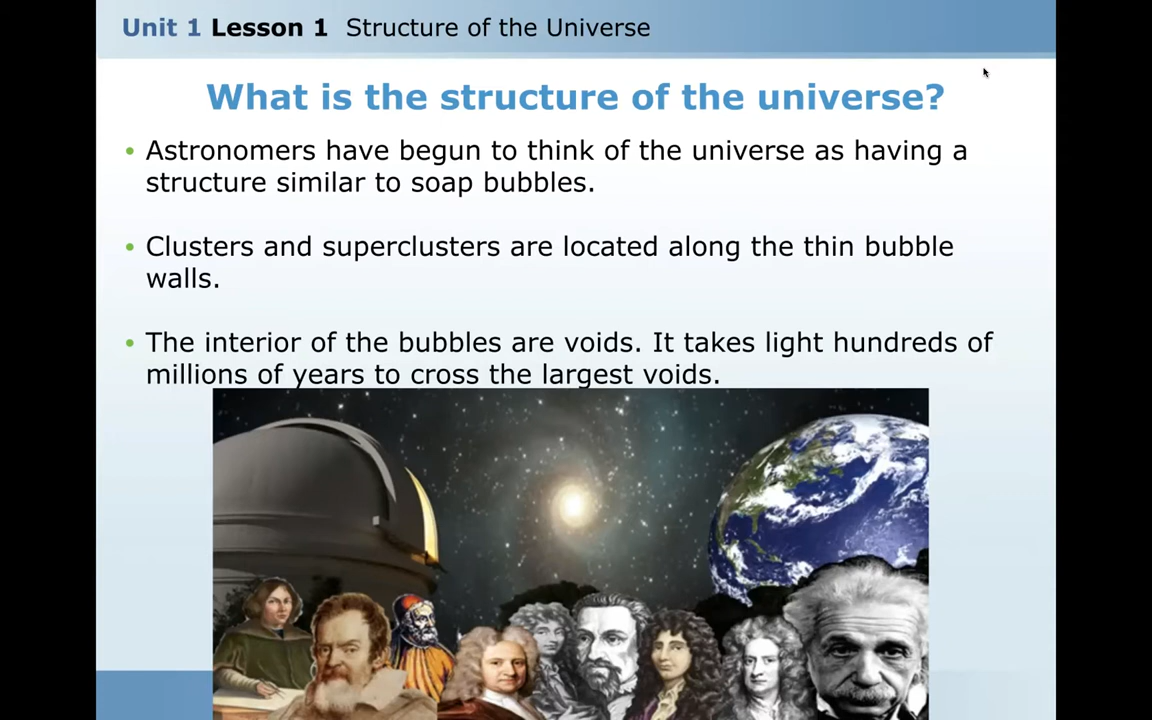 Unit 1 Lesson 1 Structure of the Universe
What is the structure of the universe?
• Astronomers have begun to think of the universe as having a
structure similar to soap bubbles.
• Clusters and superclusters are located along the thin bubble
walls.
• The interior of the bubbles are voids. It takes light hundreds of
millions of years to cross the largest voids.